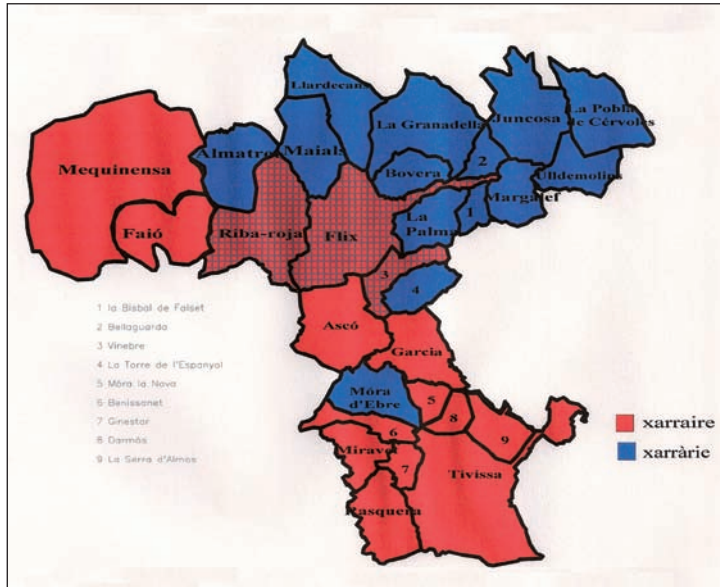 Llardecans
La Granadella
Juncosa
La Pobla
de Cérvoles
Almatret
Maials
Mequinensa
Bovera
2
Ulldemolins
Margalef
La
Palma
1
Faió
Riba-roja
Flix
3
4
1 la Bisbal de Falset
2 Bellaguarda
3 Vinebre
4 La Torre de l'Espanyol
5 Móra la Nova
6 Benissanet
7 Ginestar
8 Darmós
9 La Serra d'Almos
Ascó
Garcia
Móra
d'Ebre
5
8
6
9
Miravet
7
Tivissa
Rasquera
xarraire
xarràrie